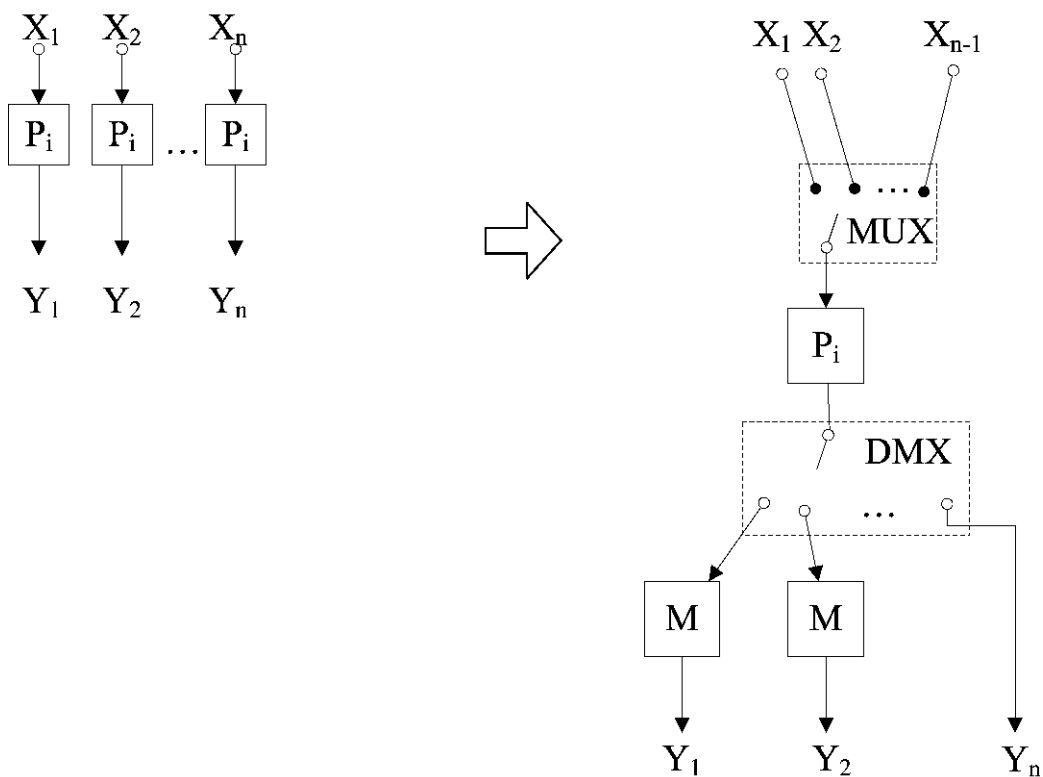 X₁ X₂ Xₙ
Pᵢ Pᵢ ... Pᵢ
Y₁ Y₂ Yₙ
X₁ X₂ Xₙ₋₁
...
MUX
Pᵢ
DMX
...
M M
Y₁ Y₂ Yₙ